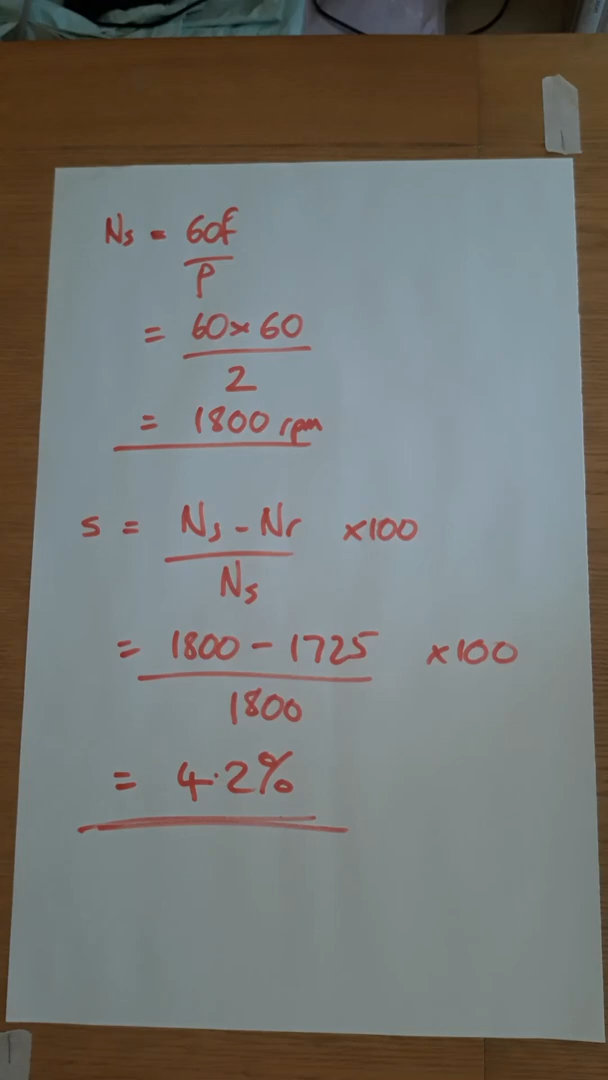 Ns = 60f
P
= 60 × 60
2
= 1800 rpm
s = Ns - Nr × 100
Ns
= 1800 - 1725 × 100
1800
= 4.2%